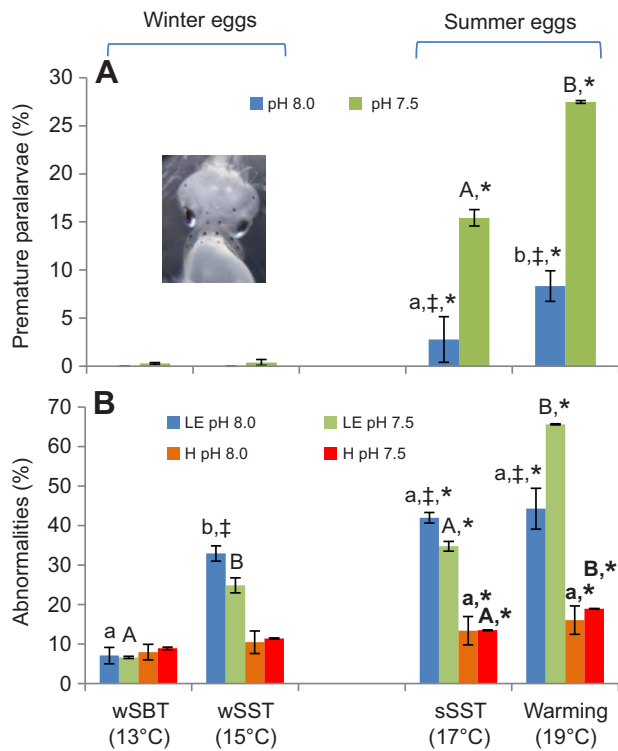 Winter eggs Summer eggs
A
Premature paralarvae (%)
30
25
20
15
10
5
0
pH 8.0 pH 7.5
a,‡,*
A,*
b,‡,*
B,*
B
Abnormalities (%)
70
60
50
40
30
20
10
0
LE pH 8.0 LE pH 7.5
H pH 8.0 H pH 7.5
a A
b,‡
B
a,‡,*
A,*
a,*
A,*
a,‡,*
B,*
a,*
B,*
wSBT wSST sSST Warming
(13°C) (15°C) (17°C) (19°C)